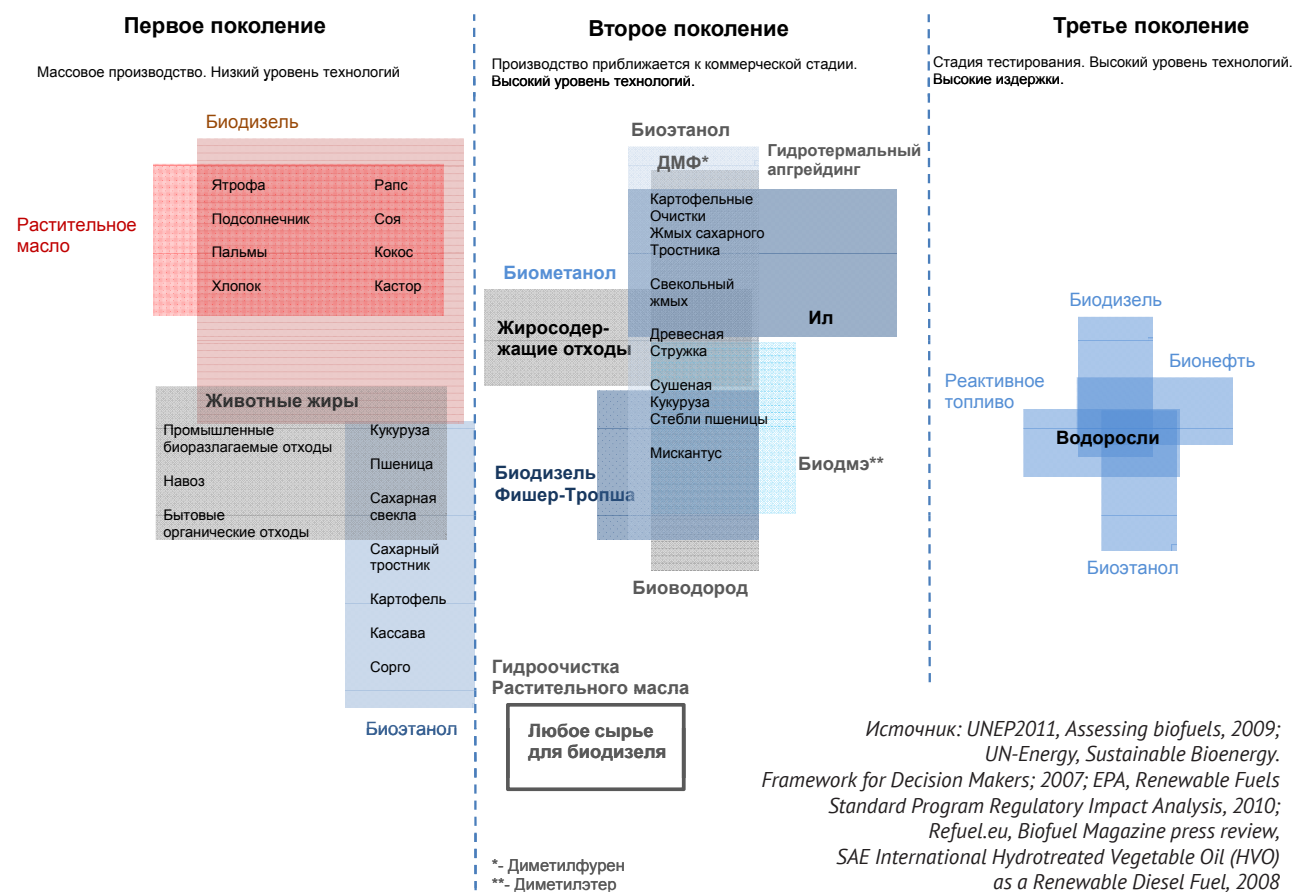 Первое поколение
Массовое производство. Низкий уровень технологий
Биодизель
Растительное
масло
Ятрофа
Рапс
Подсолнечник
Соя
Пальмы
Кокос
Хлопок
Кастор
Животные жиры
Промышленные
биоразлагаемые отходы
Навоз
Бытовые
органические отходы
Кукуруза
Пшеница
Сахарная
свекла
Сахарный
тростник
Картофель
Кассава
Сорго
Биоэтанол
Второе поколение
Производство приближается к коммерческой стадии.
Высокий уровень технологий.
Биоэтанол
ДМФ*
Гидротермальный
апгрейдинг
Картофельные
Очистки
Жмых сахарного
Тростника
Свекольный
жмых
Древесная
Стружка
Сушеная
Кукуруза
Стебли пшеницы
Мискантус
Биометанол
Жиросодер-
жащие отходы
Ил
Биодизель
Фишер-Тропша
Биодмэ**
Биоводород
Гидроочистка
Растительного масла
Любое сырье
для биодизеля
*- Диметилфурен
**- Диметилэтер
Третье поколение
Стадия тестирования. Высокий уровень технологий.
Высокие издержки.
Биодизель
Бионефть
Реактивное
топливо
Водоросли
Биоэтанол
Источник: UNEP2011, Assessing biofuels, 2009;
UN-Energy, Sustainable Bioenergy.
Framework for Decision Makers; 2007; EPA, Renewable Fuels
Standard Program Regulatory Impact Analysis, 2010;
Refuel.eu, Biofuel Magazine press review,
SAE International Hydrotreated Vegetable Oil (HVO)
as a Renewable Diesel Fuel, 2008